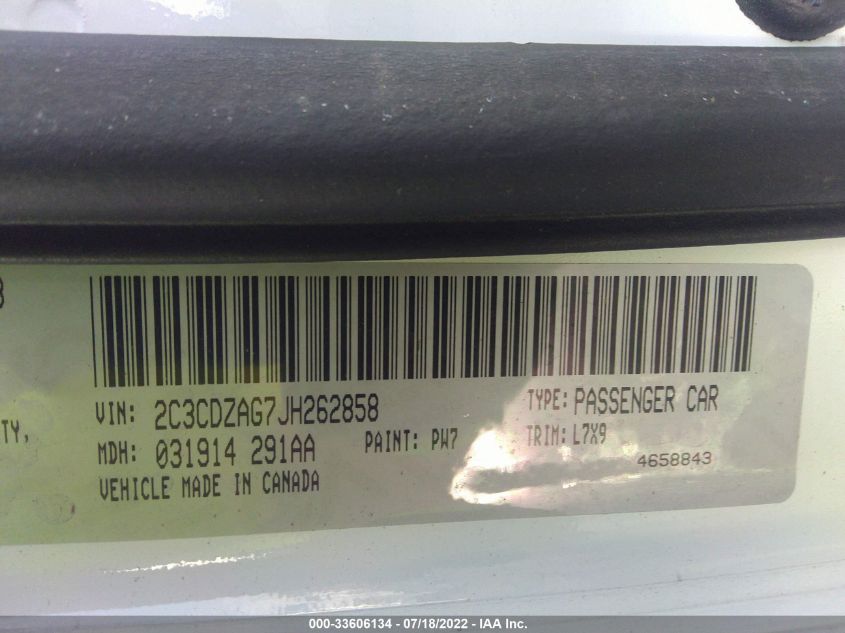 VIN: 2C3CDZAG7JH262858
TYPE: PASSENGER CAR
TY,
MDH: 031914 291AA
PAINT: PW7
TRIM: L7X9
4658843
VEHICLE MADE IN CANADA
000-33606134 - 07/18/2022 - IAA Inc.